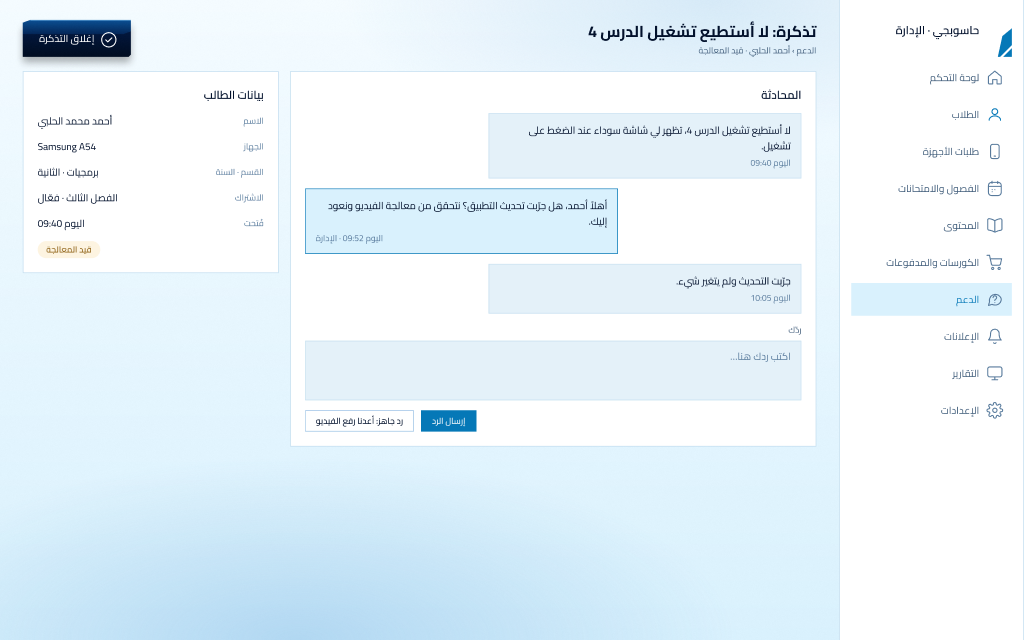 حاسوبجي · الإدارة
لوحة التحكم
الطلاب
طلبات الأجهزة
الفصول والامتحانات
المحتوى
الكورسات والمدفوعات
الدعم
الإعلانات
التقارير
الإعدادات
تذكرة: لا أستطيع تشغيل الدرس 4
الدعم · أحمد الحلبي · قيد المعالجة
إغلاق التذكرة
المحادثة
لا أستطيع تشغيل الدرس 4، تظهر لي شاشة سوداء عند الضغط على
تشغيل.
اليوم 09:40
أهلاً أحمد، هل جرّبت تحديث التطبيق؟ نتحقق من معالجة الفيديو ونعود
إليك.
اليوم 09:52 · الإدارة
جرّبت التحديث ولم يتغير شيء.
اليوم 10:05
ردّك
اكتب ردك هنا...
إرسال الرد
رد جاهز: أعدنا رفع الفيديو
بيانات الطالب
الاسم
أحمد محمد الحلبي
الجهاز
Samsung A54
القسم · السنة
برمجيات · الثانية
الاشتراك
الفصل الثالث · فعّال
فُتحت
اليوم 09:40
قيد المعالجة